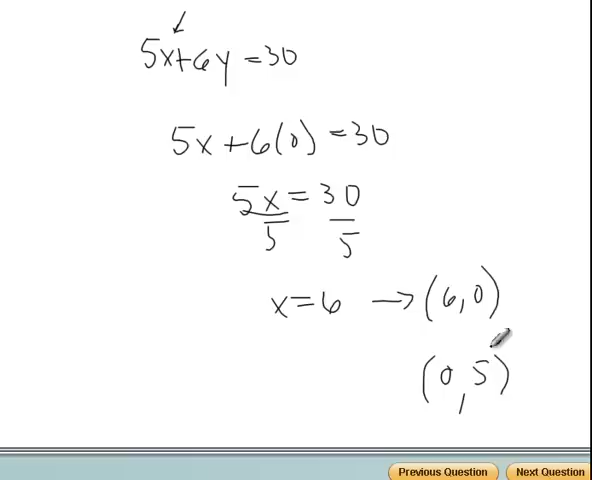 5x+6y=30
5x+6(0)=30
5x=30
5 5
x=6 → (6,0)
(0,5)
Previous Question Next Question